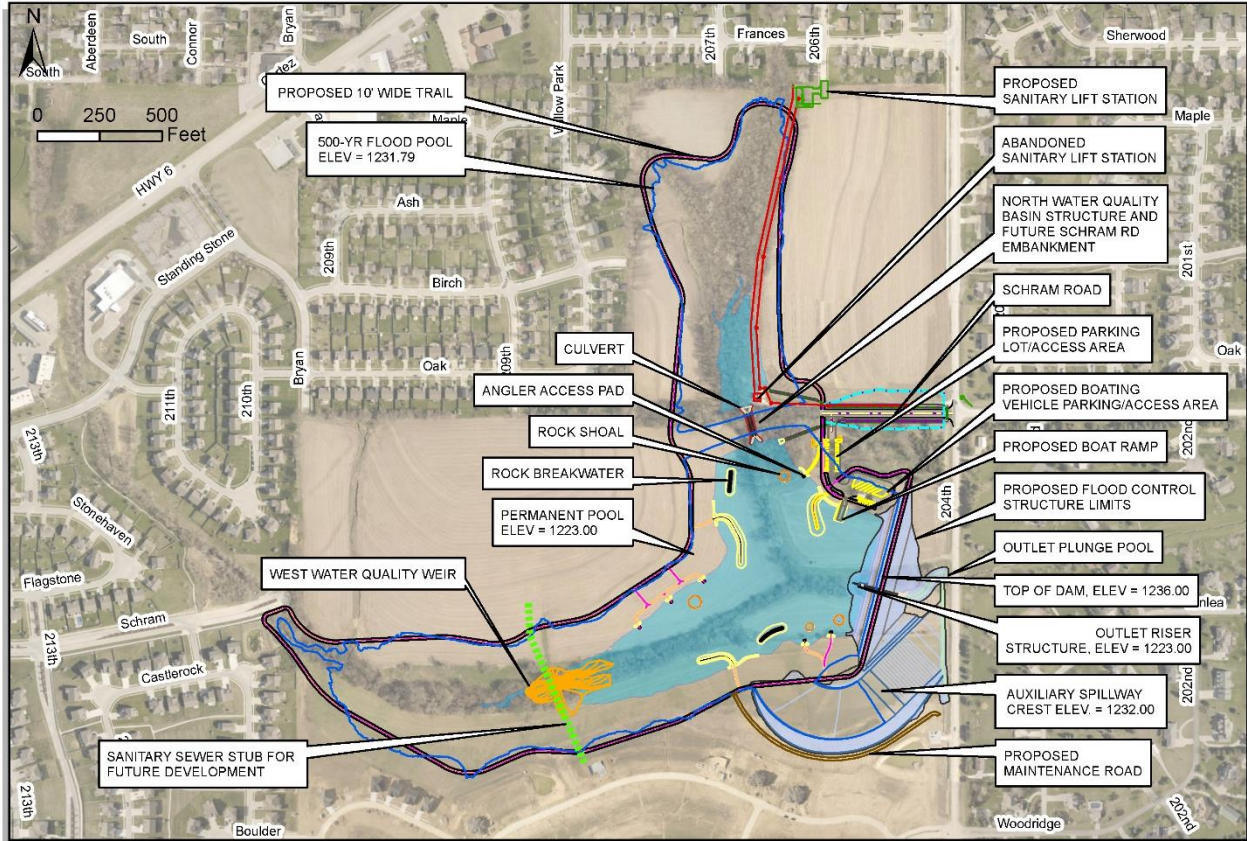 N
South
Aberdeen
South
Connor
Bryan
207th
Frances
206th
Sherwood
0 250 500
Feet
HWY 6
PROPOSED 10' WIDE TRAIL
500-YR FLOOD POOL
ELEV = 1231.79
Maple
Willow Park
PROPOSED
SANITARY LIFT STATION
Maple
ABANDONED
SANITARY LIFT STATION
NORTH WATER QUALITY
BASIN STRUCTURE AND
FUTURE SCHRAM RD
EMBANKMENT
Ash
Standing Stone
209th
Birch
201st
SCHRAM ROAD
Oak
Bryan
209th
Oak
211th
210th
213th
CULVERT
ANGLER ACCESS PAD
ROCK SHOAL
ROCK BREAKWATER
PERMANENT POOL
ELEV = 1223.00
WEST WATER QUALITY WEIR
PROPOSED PARKING
LOT/ACCESS AREA
PROPOSED BOATING
VEHICLE PARKING/ACCESS AREA
PROPOSED BOAT RAMP
202nd
204th
PROPOSED FLOOD CONTROL
STRUCTURE LIMITS
OUTLET PLUNGE POOL
TOP OF DAM, ELEV = 1236.00
OUTLET RISER
STRUCTURE, ELEV = 1223.00
AUXILIARY SPILLWAY
CREST ELEV. = 1232.00
PROPOSED
MAINTENANCE ROAD
202nd
Stonehaven
Flagstone
Schram
213th
Castlerock
SANITARY SEWER STUB FOR
FUTURE DEVELOPMENT
213th
Boulder
Woodridge
202nd